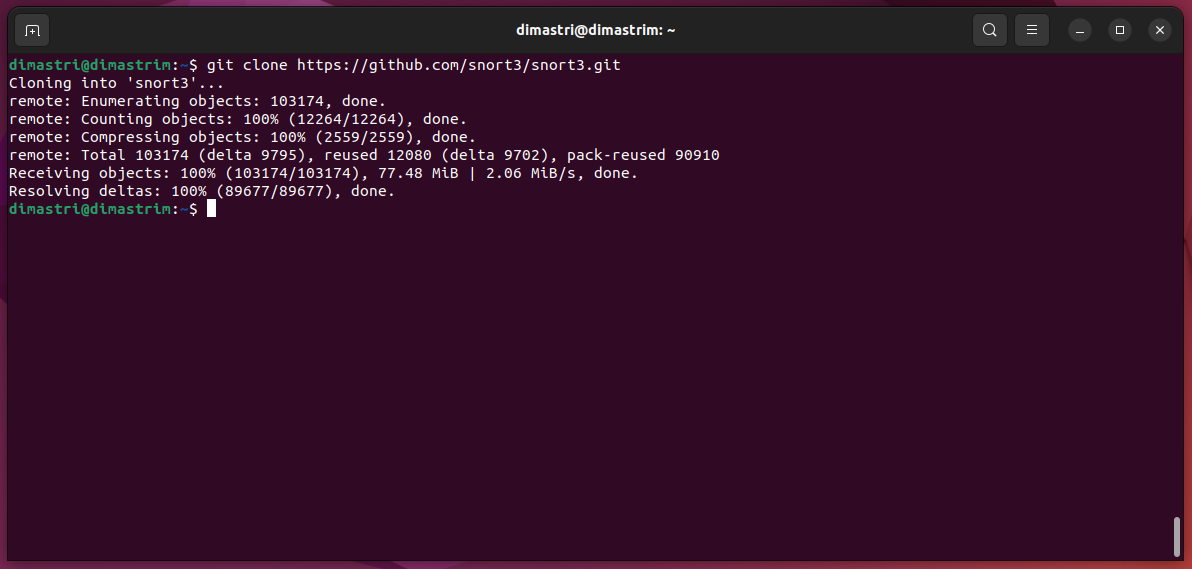 dimastri@dimastrim: ~
dimastri@dimastrim:~$ git clone https://github.com/snort3/snort3.git
Cloning into 'snort3'...
remote: Enumerating objects: 103174, done.
remote: Counting objects: 100% (12264/12264), done.
remote: Compressing objects: 100% (2559/2559), done.
remote: Total 103174 (delta 9795), reused 12080 (delta 9702), pack-reused 90910
Receiving objects: 100% (103174/103174), 77.48 MiB | 2.06 MiB/s, done.
Resolving deltas: 100% (89677/89677), done.
dimastri@dimastrim:~$